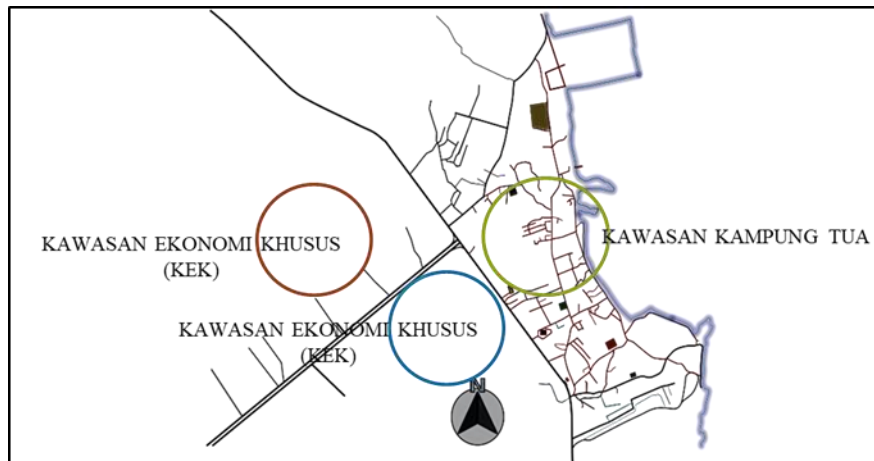 KAWASAN EKONOMI KHUSUS
(KEK)
KAWASAN KAMPUNG TUA
KAWASAN EKONOMI KHUSUS
(KEK)
N